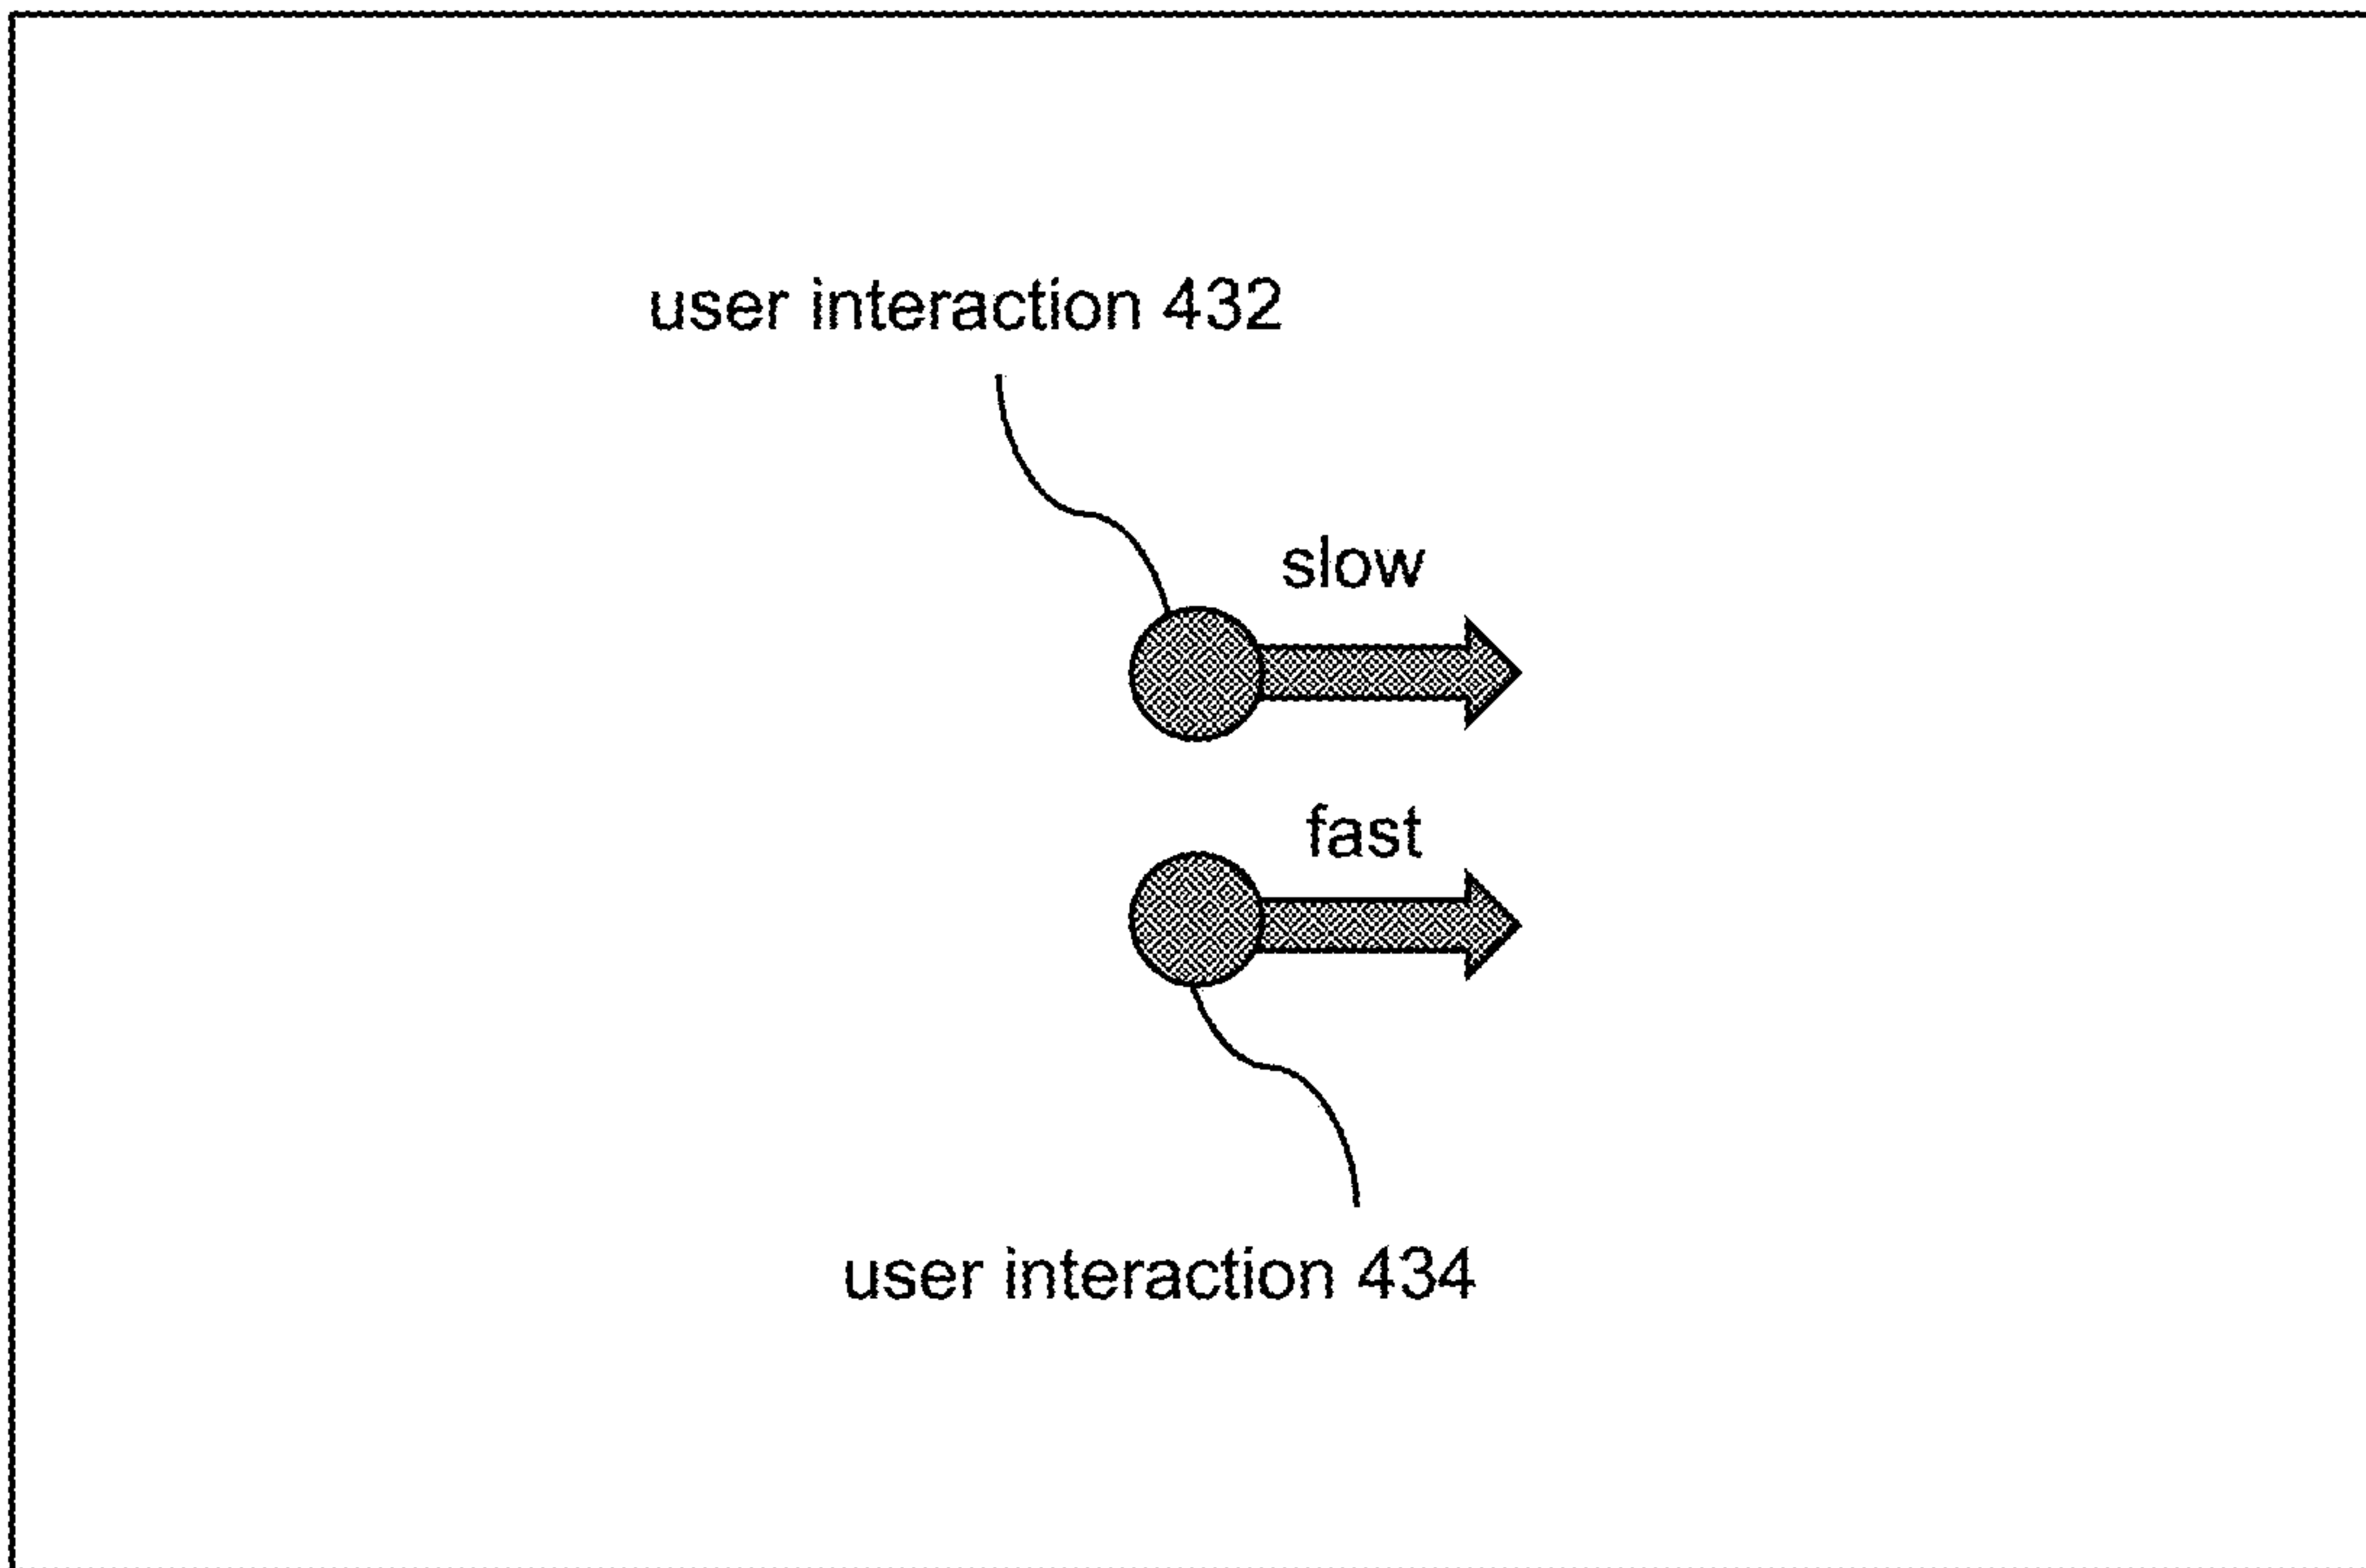 user interaction 432
slow
fast
user interaction 434